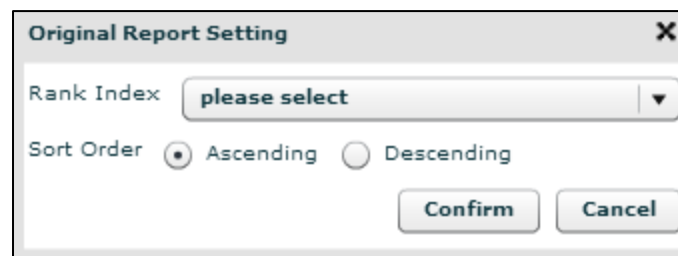 Original Report Setting
Rank Index please select
Sort Order Ascending Descending
Confirm Cancel